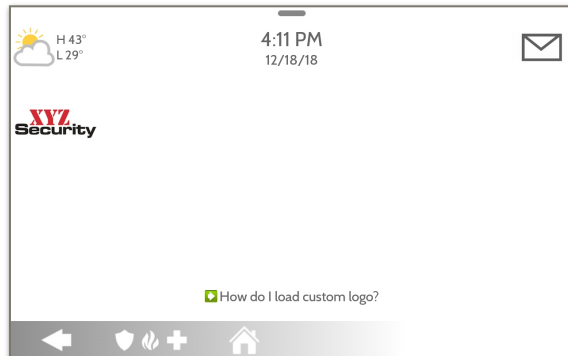 H 43°
L 29°
4:11 PM
12/18/18
XYZ
Security
How do I load custom logo?